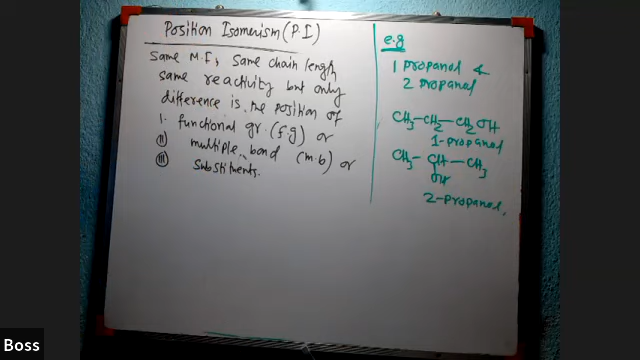 Position Isomerism (P.I)
Same M.F, Same chain length,
same reactivity but only
difference is the position of
1. functional gr. (f.g) or
(II) multiple bond (m.b) or
(III) Substituents.
e.g
1 propanol &
2 propanol
CH3-CH2-CH2OH
1-propanol
CH3-CH-CH3
OH
2-propanol,
Boss